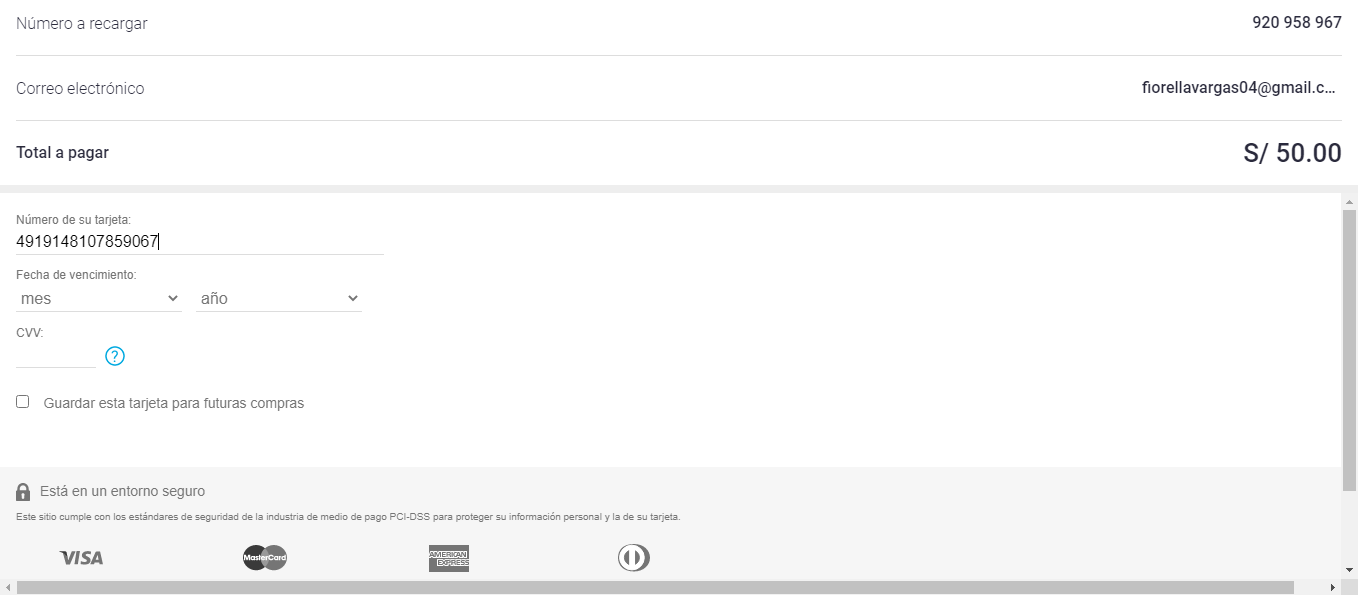 Número a recargar 920 958 967
Correo electrónico fiorellavargas04@gmail.c...
Total a pagar S/ 50.00
Número de su tarjeta:
4919148107859067
Fecha de vencimiento:
mes año
CVV:
?
Guardar esta tarjeta para futuras compras
Está en un entorno seguro
Este sitio cumple con los estándares de seguridad de la industria de medio de pago PCI-DSS para proteger su información personal y la de su tarjeta.
VISA MasterCard AMERICAN EXPRESS